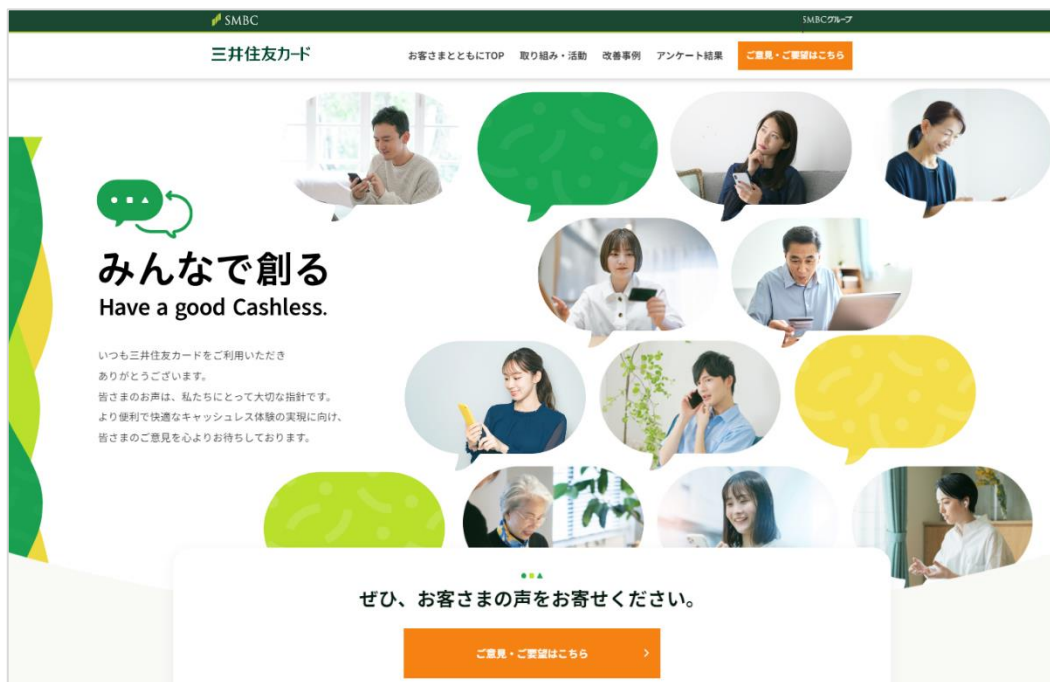 SMBC
SMBCグループ
三井住友カード
お客さまとともにTOP
取り組み・活動
改善事例
アンケート結果
ご意見・ご要望はこちら
みんなで創る
Have a good Cashless.
いつも三井住友カードをご利用いただき
ありがとうございます。
皆さまのお声は、私たちにとって大切な指針です。
より便利で快適なキャッシュレス体験の実現に向け、
皆さまのご意見を心よりお待ちしております。
ぜひ、お客さまの声をお寄せください。
ご意見・ご要望はこちら